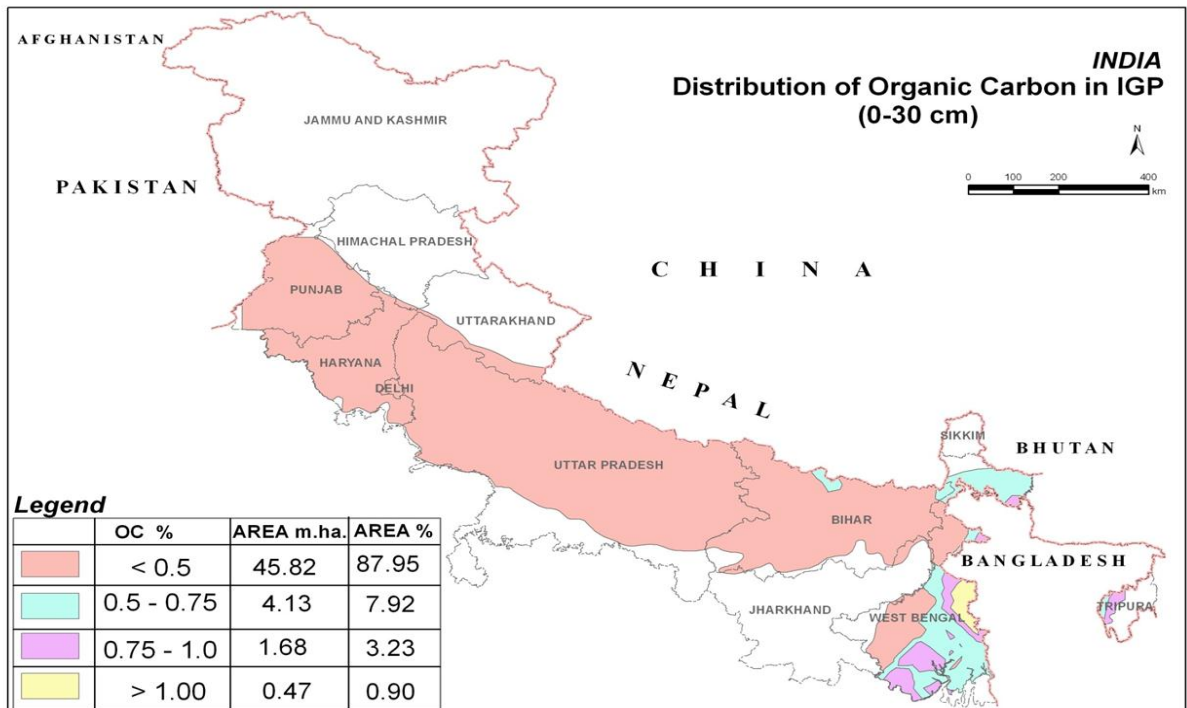 AFGHANISTAN
INDIA
Distribution of Organic Carbon in IGP
(0-30 cm)
JAMMU AND KASHMIR
N
PAKISTAN
0 100 200 400
km
HIMACHAL PRADESH
CHINA
PUNJAB
UTTARAKHAND
HARYANA
DELHI
NEPAL
SIKKIM
BHUTAN
UTTAR PRADESH
BIHAR
BANGLADESH
JHARKHAND
WEST BENGAL
TRIPURA
Legend
OC % AREA m.ha. AREA %
< 0.5 45.82 87.95
0.5 - 0.75 4.13 7.92
0.75 - 1.0 1.68 3.23
> 1.00 0.47 0.90